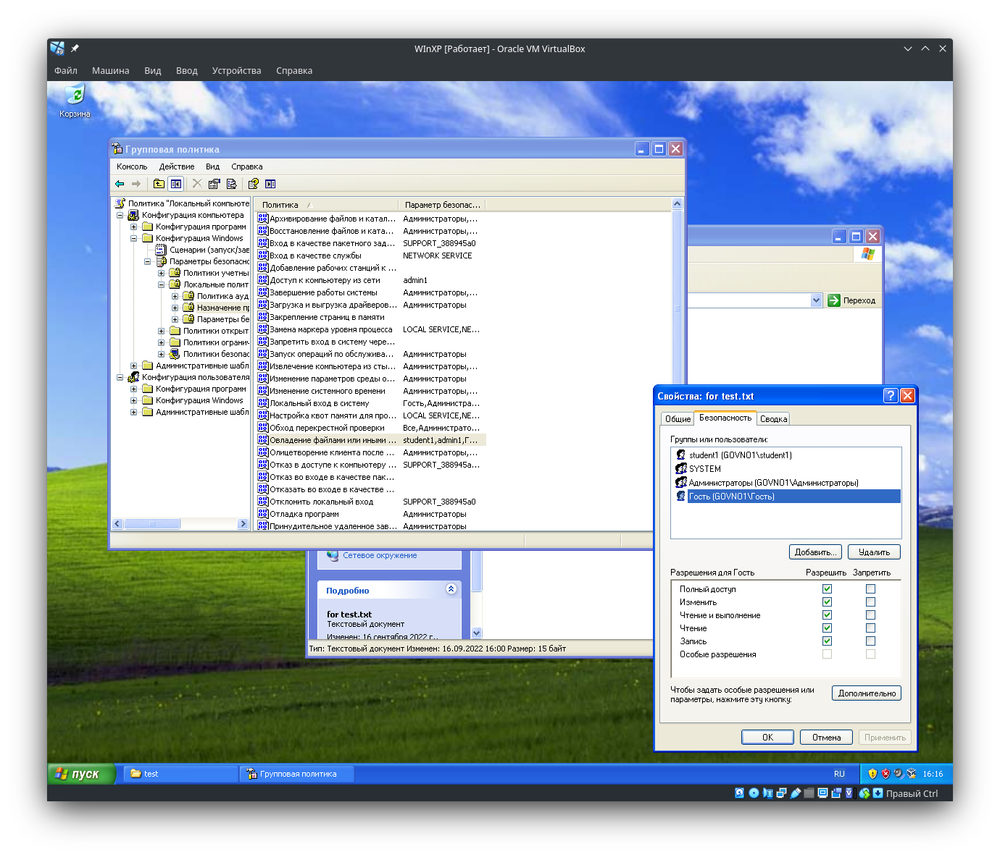 WInXP [Работает] - Oracle VM VirtualBox
Файл Машина Вид Ввод Устройства Справка
Корзина
Групповая политика
Консоль Действие Вид Справка
Политика "Локальный компьюте
Конфигурация компьютера
Конфигурация программ
Конфигурация Windows
Сценарии (запуск/зав
Параметры безопасно
Политики учетны
Локальные полит
Политика ауд
Назначение пр
Параметры бе
Политики открыт
Политики огранич
Политики безопас
Административные шабл
Конфигурация пользователя
Конфигурация программ
Конфигурация Windows
Административные шабл
Политика Параметр безопас...
Архивирование файлов и катал... Администраторы,...
Восстановление файлов и ката... Администраторы,...
Вход в качестве пакетного зад... SUPPORT_388945a0
Вход в качестве службы NETWORK SERVICE
Добавление рабочих станций к ...
Доступ к компьютеру из сети admin1
Завершение работы системы Администраторы,...
Загрузка и выгрузка драйверов... Администраторы
Закрепление страниц в памяти
Замена маркера уровня процесса LOCAL SERVICE,NE...
Запретить вход в систему чере...
Запуск операций по обслужива... Администраторы
Извлечение компьютера из сты... Администраторы
Изменение параметров среды о... Администраторы
Изменение системного времени Администраторы,...
Локальный вход в систему Гость,Администра...
Настройка квот памяти для про... LOCAL SERVICE,NE...
Обход перекрестной проверки Все,Администрато...
Овладение файлами или иными ... student1,admin1,Г...
Олицетворение клиента после ... Администраторы,...
Отказ в доступе к компьютеру ... SUPPORT_388945a...
Отказ во входе в качестве пак...
Отказать во входе в качестве ...
Отклонить локальный вход SUPPORT_388945a0
Отладка программ Администраторы
Принудительное удаленное зав... Администраторы
Переход
Сетевое окружение
Подробно
for test.txt
Текстовый документ
Изменен: 16 сентября 2022 г.,
Тип: Текстовый документ Изменен: 16.09.2022 16:00 Размер: 15 байт
Свойства: for test.txt
Общие Безопасность Сводка
Группы или пользователи:
student1 (GOVNO1\student1)
SYSTEM
Администраторы (GOVNO1\Администраторы)
Гость (GOVNO1\Гость)
Добавить... Удалить
Разрешения для Гость Разрешить Запретить
Полный доступ
Изменить
Чтение и выполнение
Чтение
Запись
Особые разрешения
Чтобы задать особые разрешения или
параметры, нажмите эту кнопку: Дополнительно
OK Отмена Применить
пуск test Групповая политика RU 16:16
Правый Ctrl